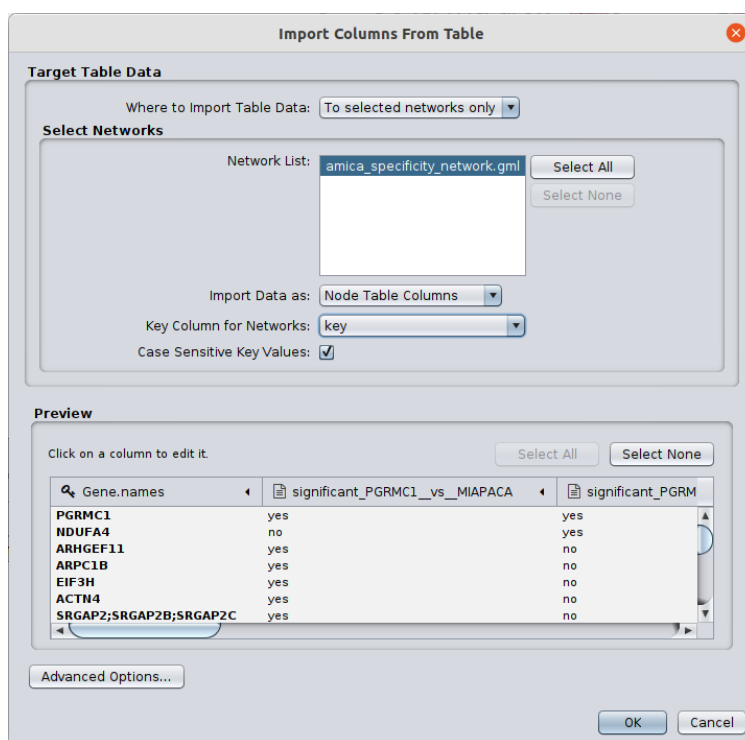 Import Columns From Table
Target Table Data
Where to Import Table Data: To selected networks only
Select Networks
Network List: amica_specificity_network.gml Select All
Select None
Import Data as: Node Table Columns
Key Column for Networks: key
Case Sensitive Key Values:
Preview
Click on a column to edit it. Select All Select None
Gene.names significant_PGRMC1__vs__MIAPACA significant_PGRM
PGRMC1 yes yes
NDUFA4 no yes
ARHGEF11 yes no
ARPC1B yes no
EIF3H yes no
ACTN4 yes no
SRGAP2;SRGAP2B;SRGAP2C yes no
Advanced Options...
OK Cancel